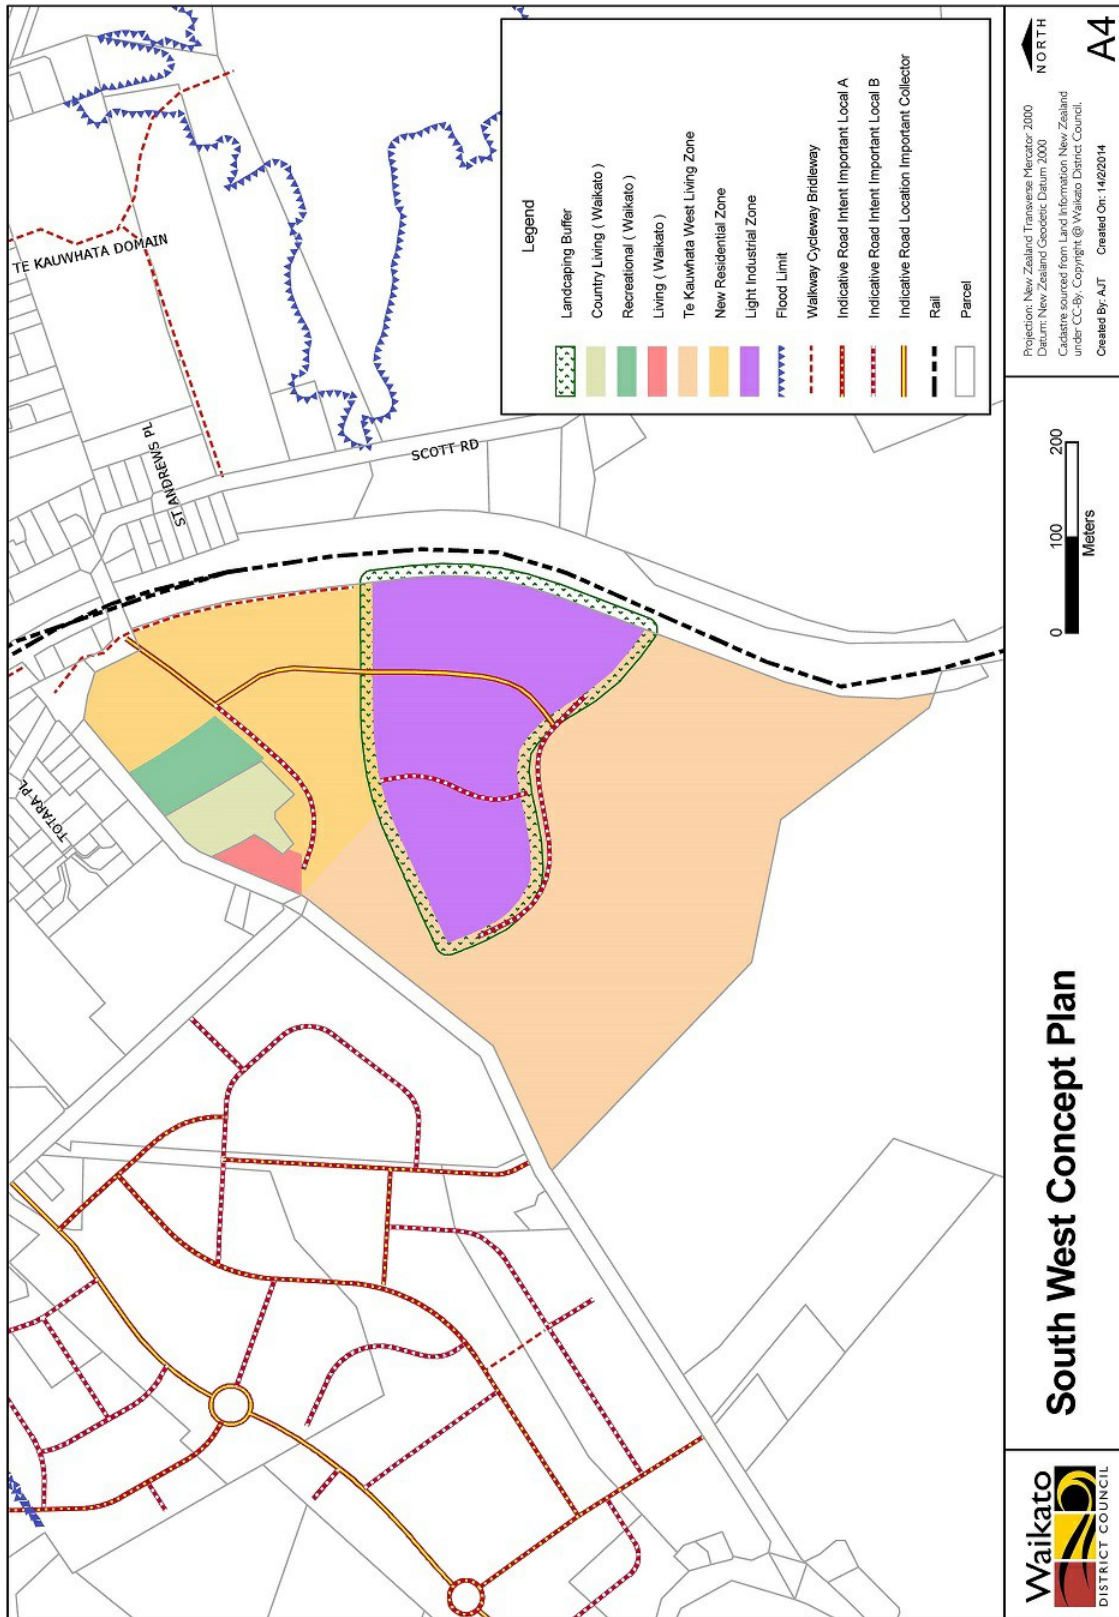 TE KAUWHATA DOMAIN
ST ANDREWS PL
SCOTT RD
TOTARA PL
Legend
Landcaping Buffer
Country Living ( Waikato )
Recreational ( Waikato )
Living ( Waikato )
Te Kauwhata West Living Zone
New Residential Zone
Light Industrial Zone
Flood Limit
Walkway Cycleway Bridleway
Indicative Road Intent Important Local A
Indicative Road Intent Important Local B
Indicative Road Location Important Collector
Rail
Parcel
Waikato
DISTRICT COUNCIL
South West Concept Plan
0 100 200
Meters
Projection: New Zealand Transverse Mercator 2000
Datum: New Zealand Geodetic Datum 2000
Cadastre sourced from Land Information New Zealand
under CC-By. Copyright @ Waikato District Council.
Created By: AJT Created On: 14/2/2014
NORTH
A4